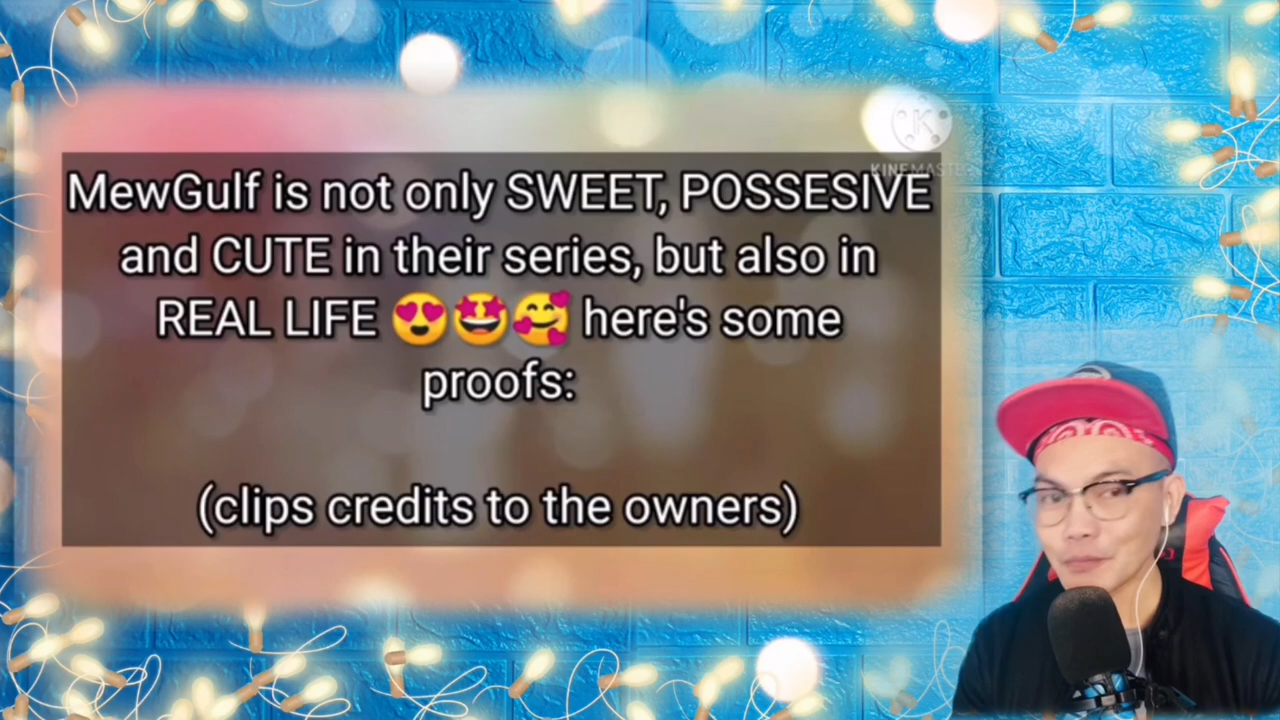 KINEMASTER
MewGulf is not only SWEET, POSSESIVE
and CUTE in their series, but also in
REAL LIFE 😍🤩🥰 here's some
proofs:
(clips credits to the owners)